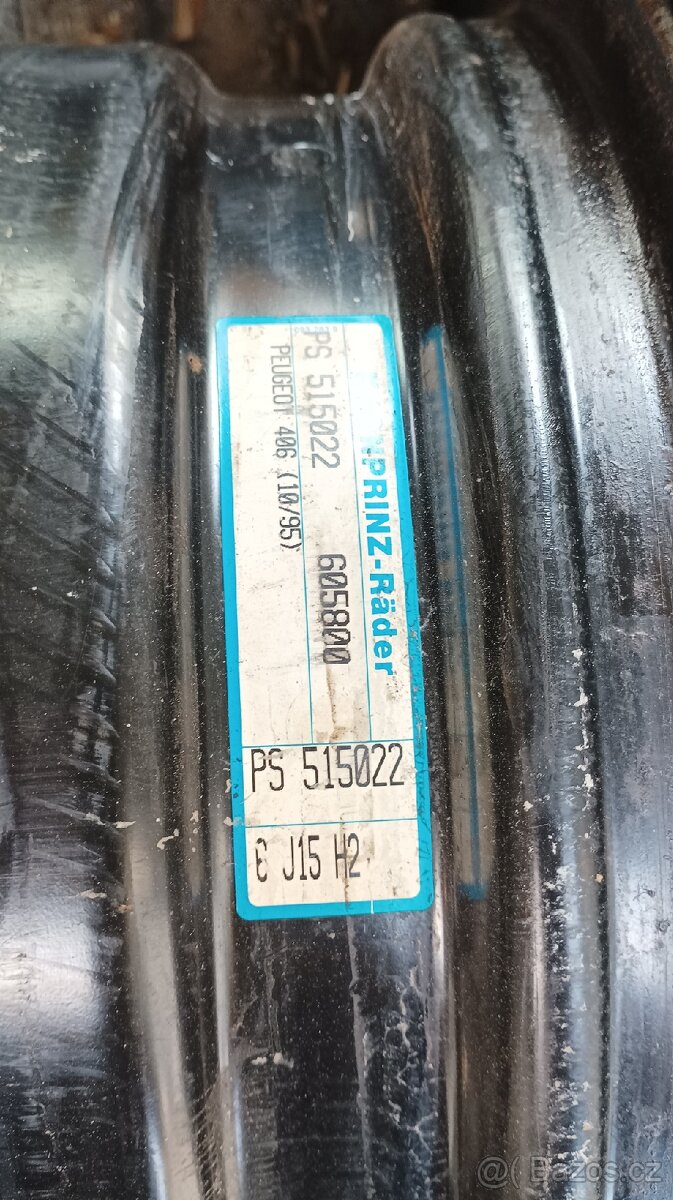 PRINZ-Räder
PS 515022 605800
PEUGEOT 406 (10/95)
PS 515022
6 J15 H2
Bazos.cz